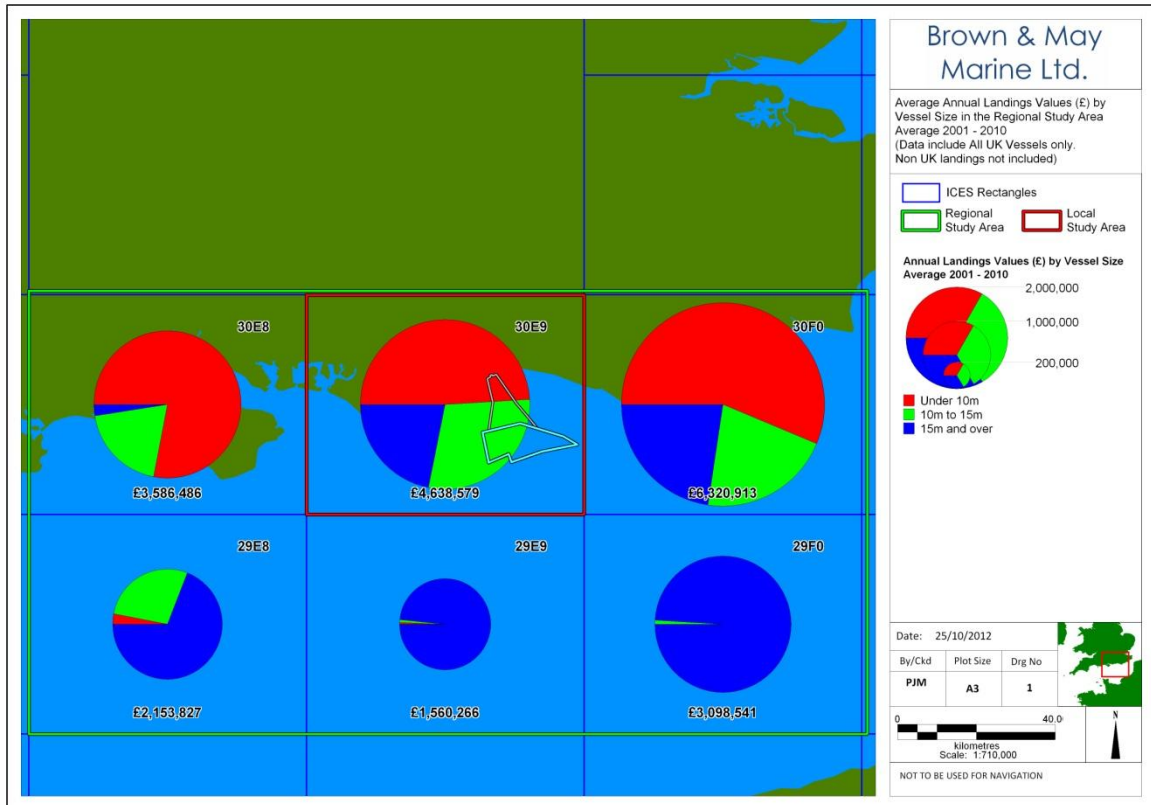 30E8
30E9
30F0
£3,586,486
£4,638,579
£6,320,913
29E8
29E9
29F0
£2,153,827
£1,560,266
£3,098,541
Brown & May
Marine Ltd.
Average Annual Landings Values (£) by
Vessel Size in the Regional Study Area
Average 2001 - 2010
(Data include All UK Vessels only.
Non UK landings not included)
ICES Rectangles
Regional
Study Area
Local
Study Area
Annual Landings Values (£) by Vessel Size
Average 2001 - 2010
2,000,000
1,000,000
200,000
Under 10m
10m to 15m
15m and over
Date: 25/10/2012
By/Ckd Plot Size Drg No
PJM A3 1
0 40.0
kilometres
Scale: 1:710,000
N
NOT TO BE USED FOR NAVIGATION